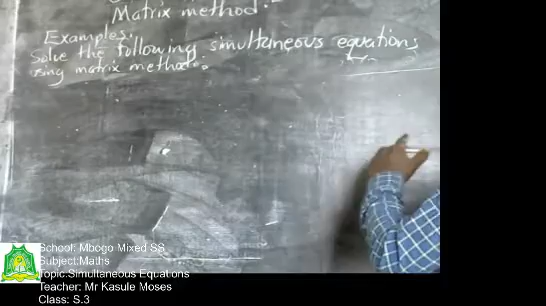 Matrix method:-
Examples.
Solve the following simultaneous equations
using matrix method:
School: Mbogo Mixed SS
Subject:Maths
Topic:Simultaneous Equations
Teacher: Mr Kasule Moses
Class: S.3